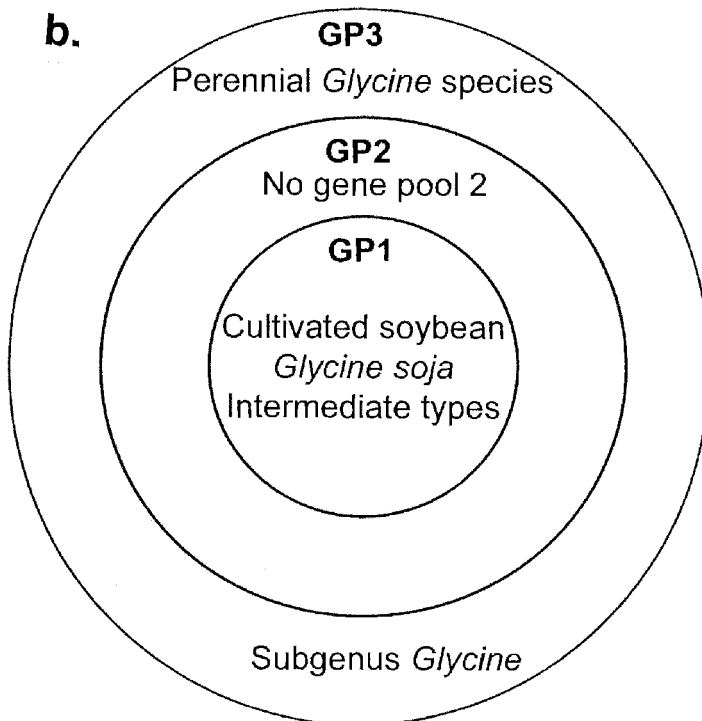 b.
GP3
Perennial Glycine species
GP2
No gene pool 2
GP1
Cultivated soybean
Glycine soja
Intermediate types
Subgenus Glycine